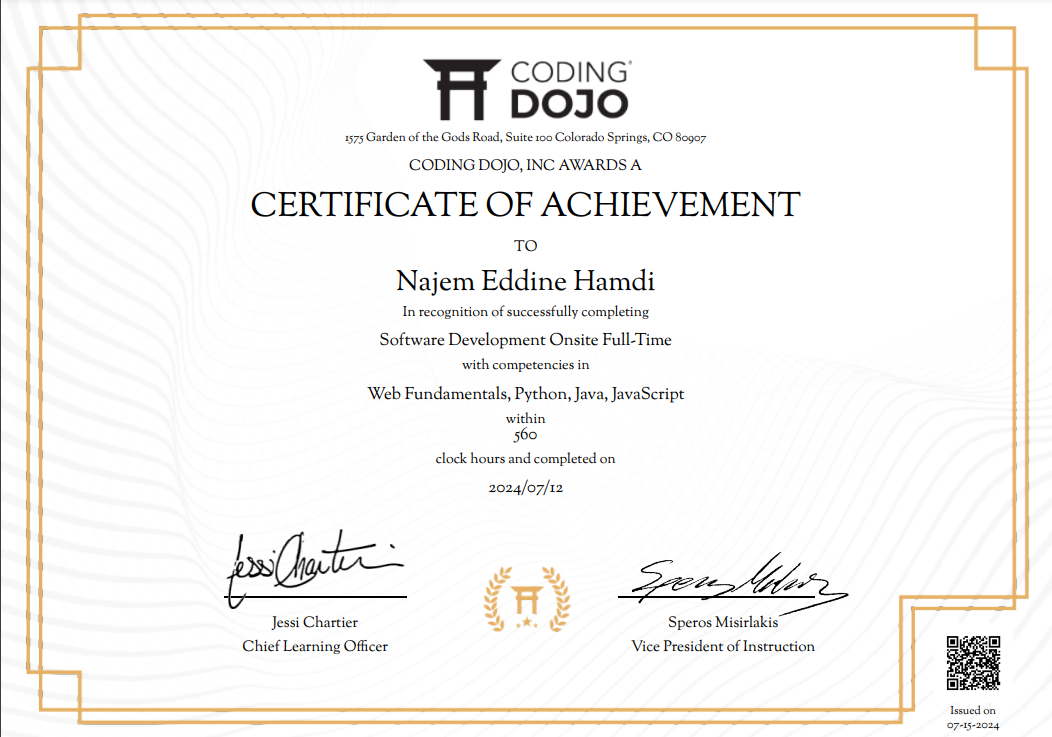 CODING
DOJO
1575 Garden of the Gods Road, Suite 100 Colorado Springs, CO 80907
CODING DOJO, INC AWARDS A
CERTIFICATE OF ACHIEVEMENT
TO
Najem Eddine Hamdi
In recognition of successfully completing
Software Development Onsite Full-Time
with competencies in
Web Fundamentals, Python, Java, JavaScript
within
560
clock hours and completed on
2024/07/12
Jessi Chartier
Speros Misirlakis
Jessi Chartier
Chief Learning Officer
Speros Misirlakis
Vice President of Instruction
Issued on
07-15-2024